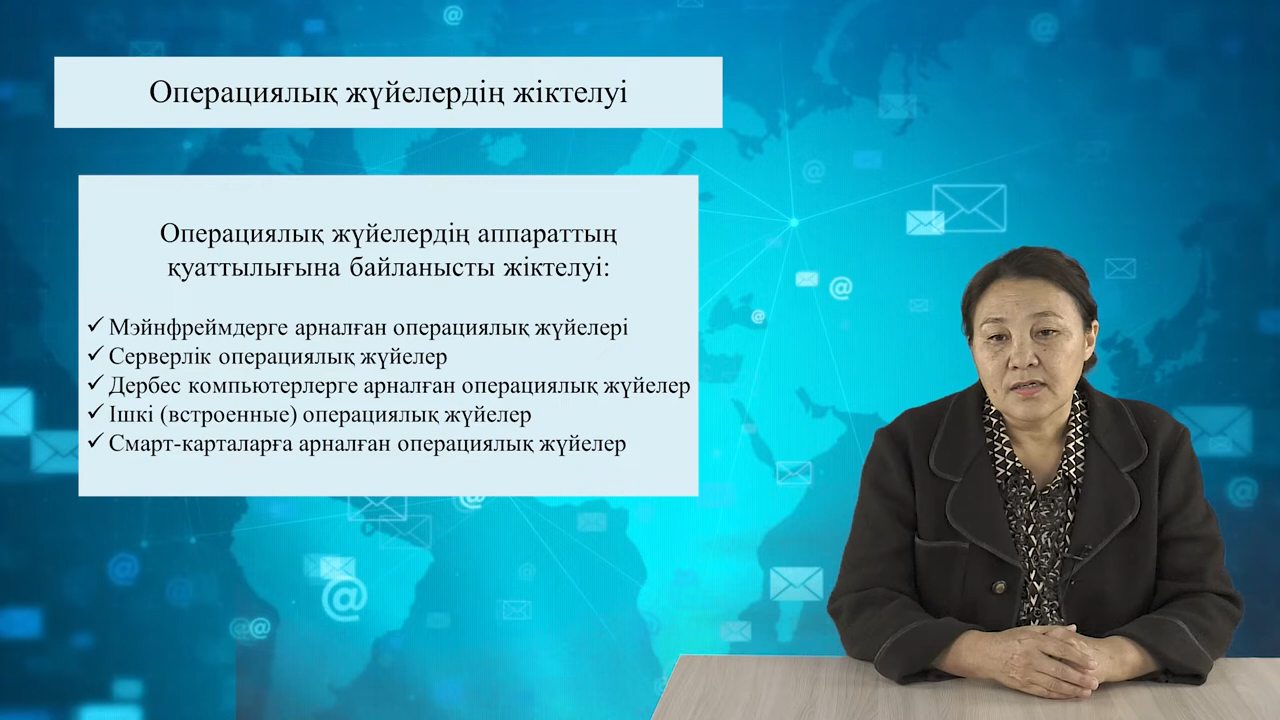 Операциялық жүйелердің жіктелуі
Операциялық жүйелердің аппараттың
қуаттылығына байланысты жіктелуі:
✓ Мэйнфреймдерге арналған операциялық жүйелері
✓ Серверлік операциялық жүйелер
✓ Дербес компьютерлерге арналған операциялық жүйелер
✓ Ішкі (встроенные) операциялық жүйелер
✓ Смарт-карталарға арналған операциялық жүйелер